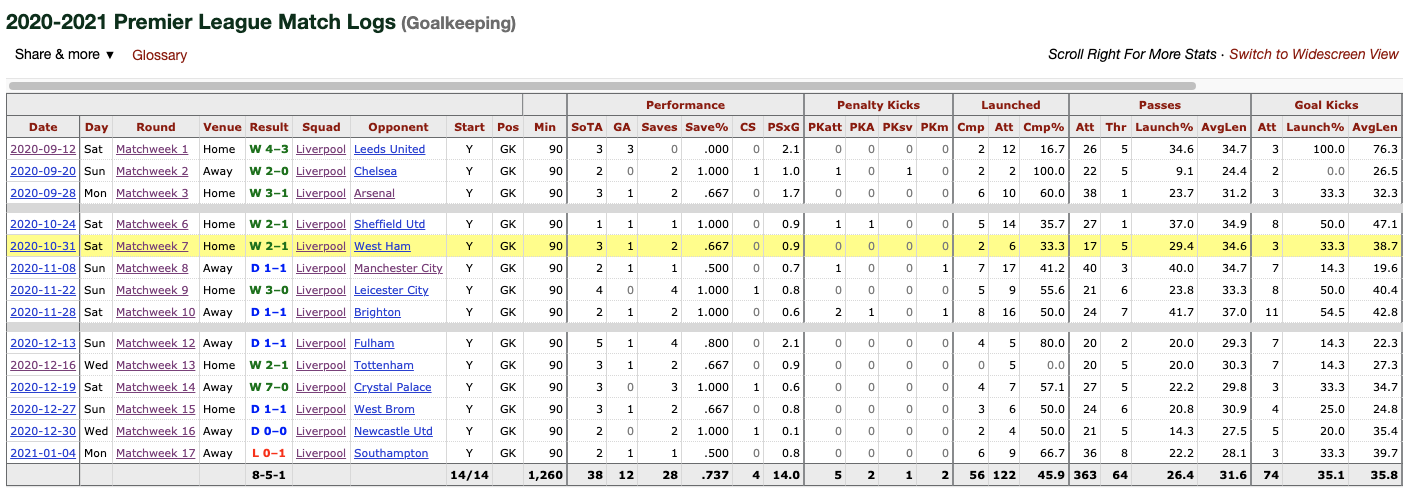 2020-2021 Premier League Match Logs (Goalkeeping)
Share & more ▼ Glossary Scroll Right For More Stats · Switch to Widescreen View
Performance Penalty Kicks Launched Passes Goal Kicks
Date Day Round Venue Result Squad Opponent Start Pos Min SoTA GA Saves Save% CS PSxG PKatt PKA PKsv PKm Cmp Att Cmp% Att Thr Launch% AvgLen Att Launch% AvgLen
2020-09-12 Sat Matchweek 1 Home W 4–3 Liverpool Leeds United Y GK 90 3 3 0 .000 0 2.1 0 0 0 0 2 12 16.7 26 5 34.6 34.7 3 100.0 76.3
2020-09-20 Sun Matchweek 2 Away W 2–0 Liverpool Chelsea Y GK 90 2 0 2 1.000 1 1.0 1 0 1 0 2 2 100.0 22 5 9.1 24.4 2 0.0 26.5
2020-09-28 Mon Matchweek 3 Home W 3–1 Liverpool Arsenal Y GK 90 3 1 2 .667 0 1.7 0 0 0 0 6 10 60.0 38 1 23.7 31.2 3 33.3 32.3
2020-10-24 Sat Matchweek 6 Home W 2–1 Liverpool Sheffield Utd Y GK 90 1 1 1 1.000 0 0.9 1 1 0 0 5 14 35.7 27 1 37.0 34.9 8 50.0 47.1
2020-10-31 Sat Matchweek 7 Home W 2–1 Liverpool West Ham Y GK 90 3 1 2 .667 0 0.9 0 0 0 0 2 6 33.3 17 5 29.4 34.6 3 33.3 38.7
2020-11-08 Sun Matchweek 8 Away D 1–1 Liverpool Manchester City Y GK 90 2 1 1 .500 0 0.7 1 0 0 1 7 17 41.2 40 3 40.0 34.7 7 14.3 19.6
2020-11-22 Sun Matchweek 9 Home W 3–0 Liverpool Leicester City Y GK 90 4 0 4 1.000 1 0.8 0 0 0 0 5 9 55.6 21 6 23.8 33.3 8 50.0 40.4
2020-11-28 Sat Matchweek 10 Away D 1–1 Liverpool Brighton Y GK 90 2 1 2 1.000 0 0.6 2 1 0 1 8 16 50.0 24 7 41.7 37.0 11 54.5 42.8
2020-12-13 Sun Matchweek 12 Away D 1–1 Liverpool Fulham Y GK 90 5 1 4 .800 0 2.1 0 0 0 0 4 5 80.0 20 2 20.0 29.3 7 14.3 22.3
2020-12-16 Wed Matchweek 13 Home W 2–1 Liverpool Tottenham Y GK 90 3 1 2 .667 0 0.9 0 0 0 0 0 5 0.0 20 5 20.0 30.3 7 14.3 27.3
2020-12-19 Sat Matchweek 14 Away W 7–0 Liverpool Crystal Palace Y GK 90 3 0 3 1.000 1 0.6 0 0 0 0 4 7 57.1 27 5 22.2 29.8 3 33.3 34.7
2020-12-27 Sun Matchweek 15 Home D 1–1 Liverpool West Brom Y GK 90 3 1 2 .667 0 0.8 0 0 0 0 3 6 50.0 24 6 20.8 30.9 4 25.0 24.8
2020-12-30 Wed Matchweek 16 Away D 0–0 Liverpool Newcastle Utd Y GK 90 2 0 2 1.000 1 0.1 0 0 0 0 2 4 50.0 21 5 14.3 27.5 5 20.0 35.4
2021-01-04 Mon Matchweek 17 Away L 0–1 Liverpool Southampton Y GK 90 2 1 1 .500 0 0.8 0 0 0 0 6 9 66.7 36 8 22.2 28.1 3 33.3 39.7
8-5-1 14/14 1,260 38 12 28 .737 4 14.0 5 2 1 2 56 122 45.9 363 64 26.4 31.6 74 35.1 35.8